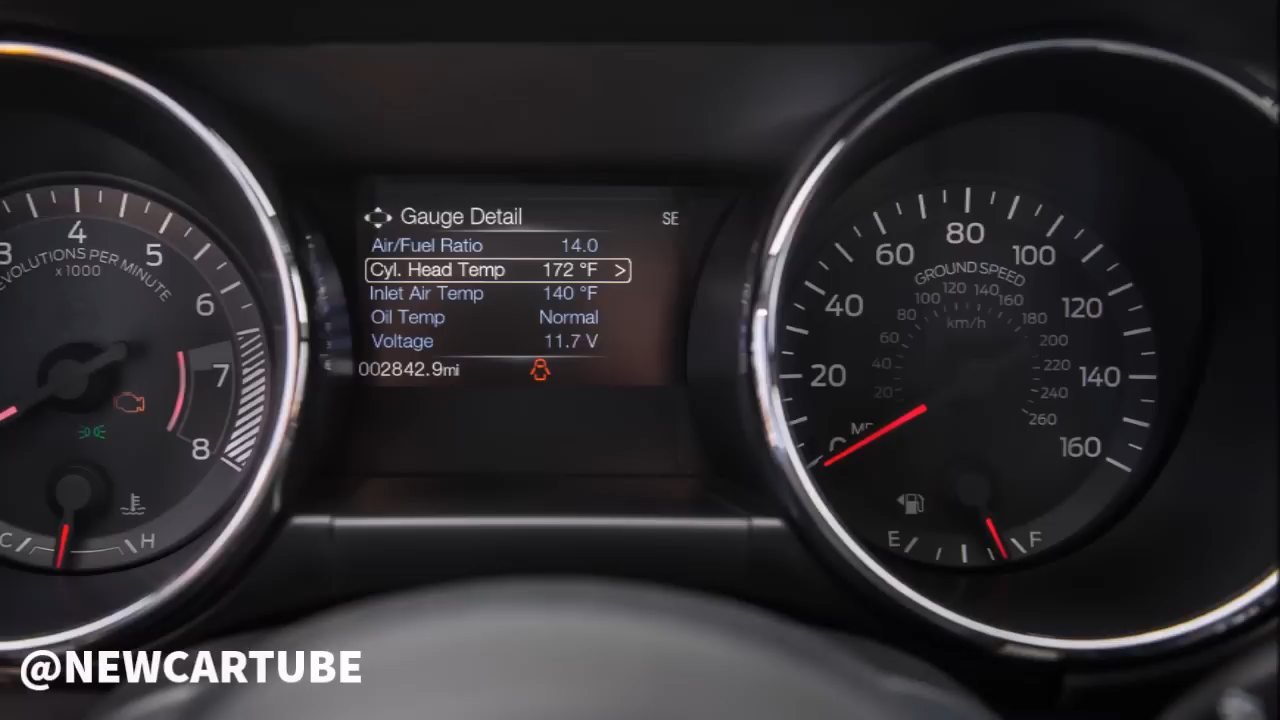 Gauge Detail SE
Air/Fuel Ratio 14.0
Cyl. Head Temp 172 °F >
Inlet Air Temp 140 °F
Oil Temp Normal
Voltage 11.7 V
002842.9mi
3 4 5 6 7 8
EVOLUTIONS PER MINUTE
x1000
C H
20 40 60 80 100 120 140 160
GROUND SPEED
20 40 60 80 100 120 140 160 180 200 220 240 260
km/h
E F
@NEWCARTUBE